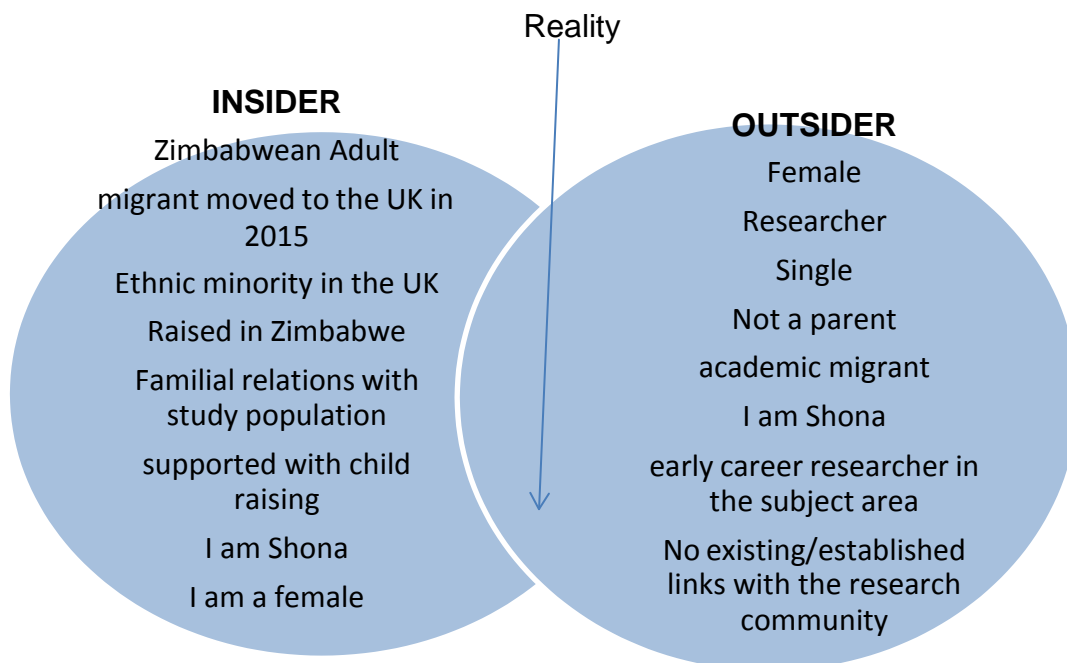 Reality
INSIDER
Zimbabwean Adult
migrant moved to the UK in
2015
Ethnic minority in the UK
Raised in Zimbabwe
Familial relations with
study population
supported with child
raising
I am Shona
I am a female
OUTSIDER
Female
Researcher
Single
Not a parent
academic migrant
I am Shona
early career researcher in
the subject area
No existing/established
links with the research
community